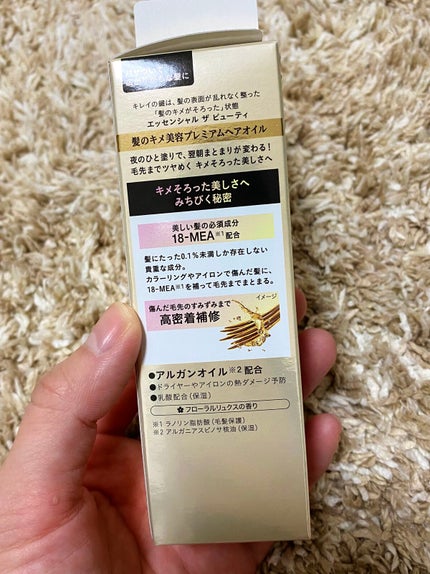 髪に
キレイの鍵は、髪の表面が乱れなく整った
「髪のキメがそろった」状態
エッセンシャル ザ ビューティ
髪のキメ美容プレミアムヘアオイル
夜のひと塗りで、翌朝まとまりが変わる!
毛先までツヤめく キメそろった美しさへ
キメそろった美しさへ
みちびく秘密
美しい髪の必須成分
18-MEA※1配合
髪にたった0.1%未満しか存在しない
貴重な成分。
カラーリングやアイロンで傷んだ髪に、
18-MEA※1を補って毛先までまとまる。
傷んだ毛先のすみずみまで
高密着補修
イメージ
●アルガンオイル※2配合
●ドライヤーやアイロンの熱ダメージ予防
●乳酸配合(保湿)
フローラルリュクスの香り
※1 ラノリン脂肪酸(毛髪保護)
※2 アルガニアスピノサ核油(保湿)